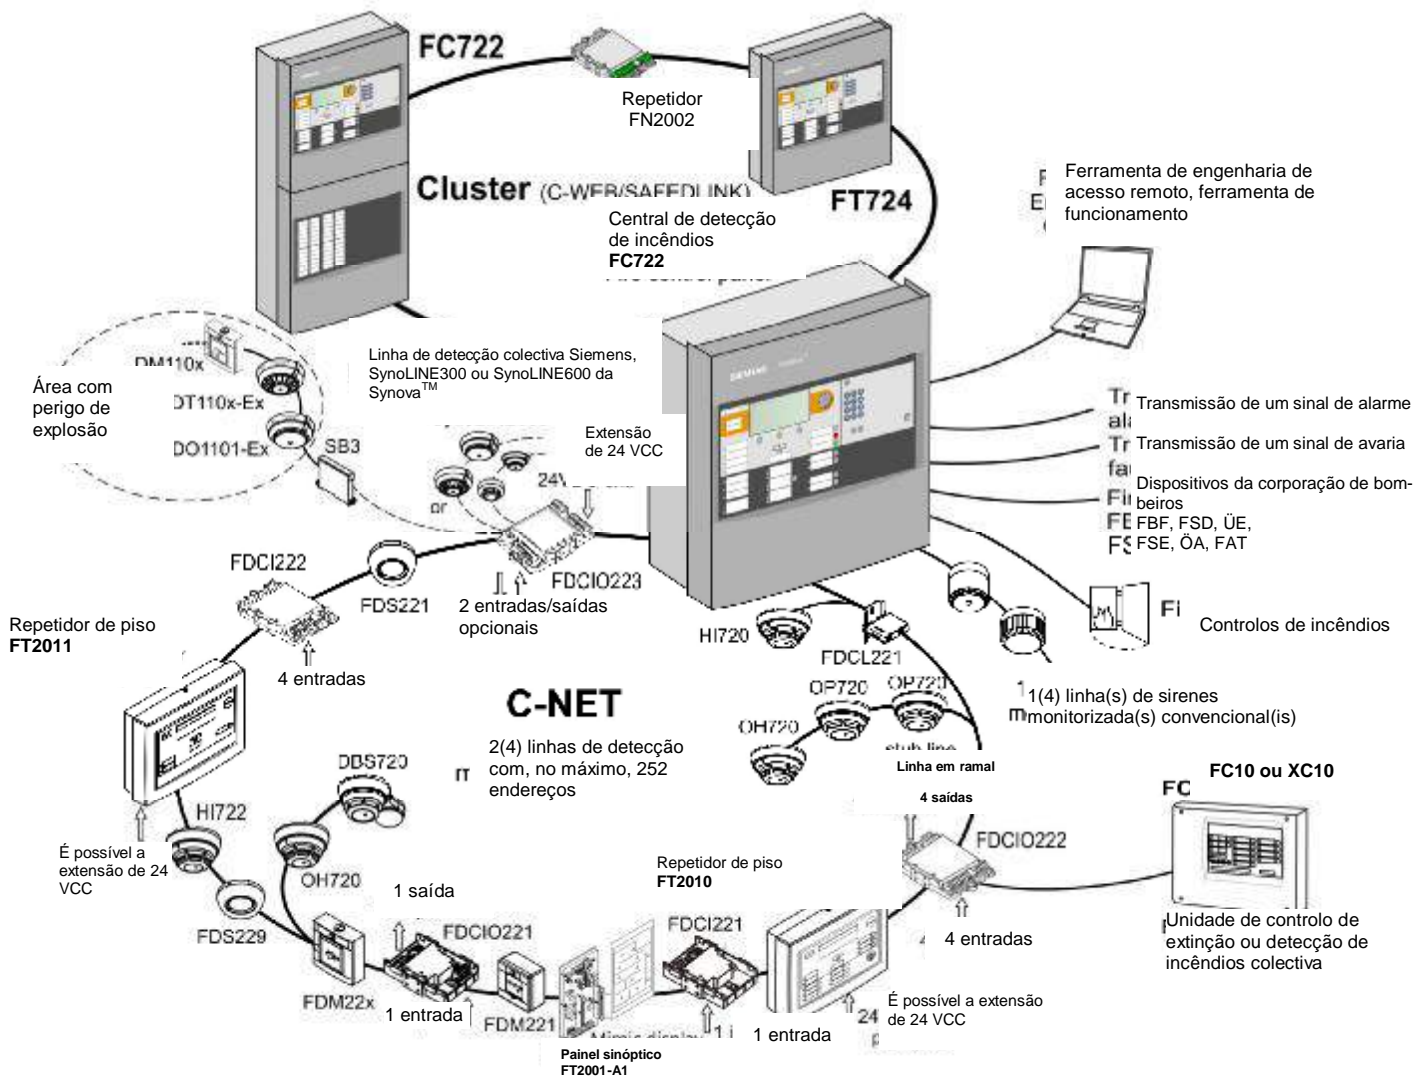 FC722
Repetidor
FN2002
Cluster (C-WEB/SAFEDLINK)
FT724
Central de detecção
de incêndios
FC722
Ferramenta de engenharia de
acesso remoto, ferramenta de
funcionamento
DM110x
Área com
perigo de
explosão
DT110x-Ex
DO1101-Ex
SB3
Linha de detecção colectiva Siemens,
SynoLINE300 ou SynoLINE600 da
Synova™
or
Extensão
de 24 VCC
Transmissão de um sinal de alarme
Transmissão de um sinal de avaria
Dispositivos da corporação de bom-
beiros
FBF, FSD, ÜE,
FSE, ÖA, FAT
FDCI222
FDS221
FDCIO223
2 entradas/saídas
opcionais
Repetidor de piso
FT2011
4 entradas
HI720
FDCL221
Controlos de incêndios
OP720
OP720
OH720
1(4) linha(s) de sirenes
monitorizada(s) convencional(is)
C-NET
2(4) linhas de detecção
com, no máximo, 252
endereços
DBS720
stub line
Linha em ramal
4 saídas
FC10 ou XC10
FC
HI722
É possível a
extensão de 24
VCC
OH720
FDCIO222
Repetidor de piso
FT2010
1 saída
FDS229
FDCIO221
FDCI221
4 entradas
Unidade de controlo de
extinção ou detecção de
incêndios colectiva
FDM22x
1 entrada
FDM221
Mimic display
1 entrada
24
É possível a extensão
de 24 VCC
Painel sinóptico
FT2001-A1